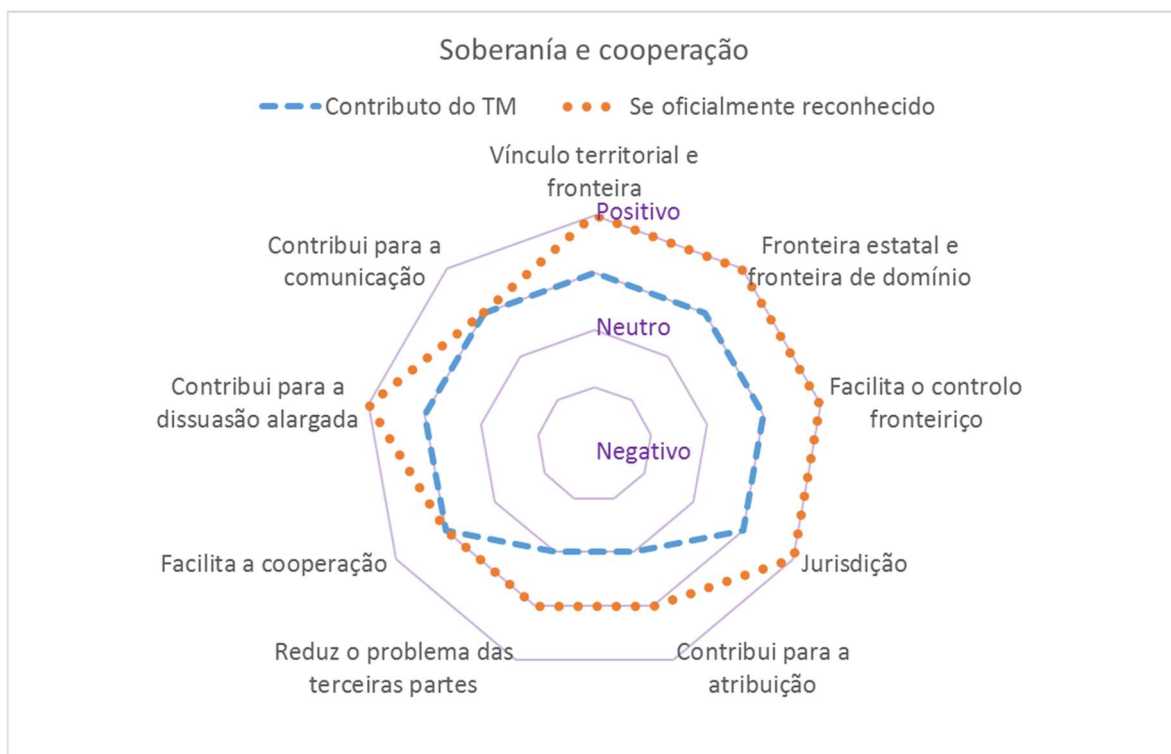 Soberanía e cooperação
Contributo do TM
Se oficialmente reconhecido
Vínculo territorial e
fronteira
Positivo
Fronteira estatal e
fronteira de domínio
Facilita o controlo
fronteiriço
Jurisdição
Contribui para a
atribuição
Reduz o problema das
terceiras partes
Facilita a cooperação
Contribui para a
dissuasão alargada
Contribui para a
comunicação
Neutro
Negativo